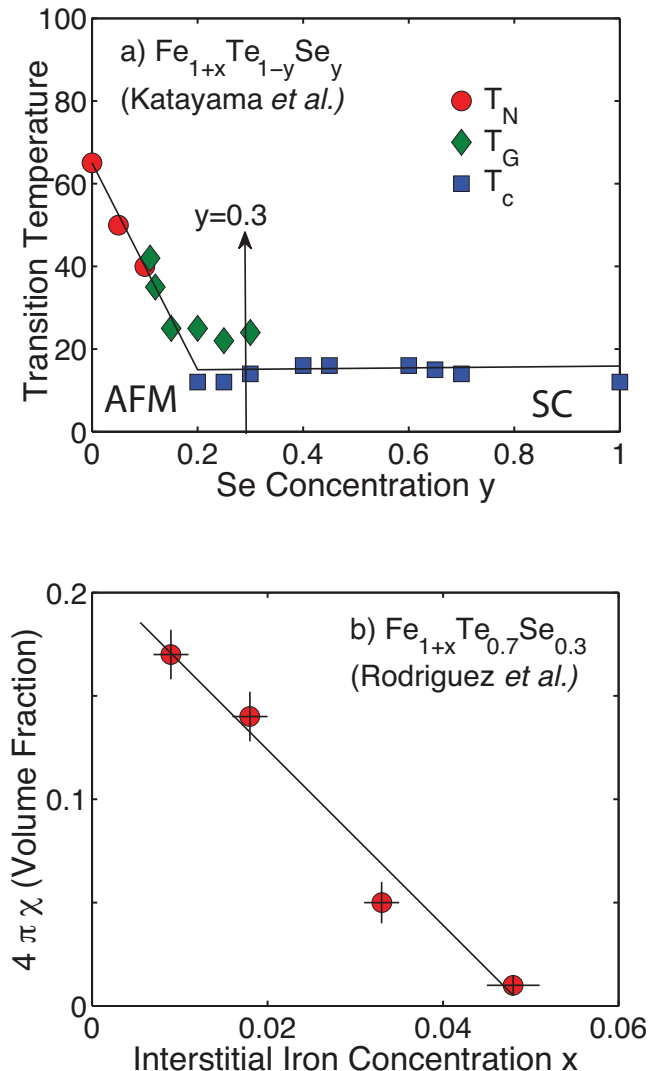 100
80
60
40
20
0
Transition Temperature
a) Fe1+xTe1−ySey
(Katayama et al.)
TN
TG
Tc
y=0.3
AFM
SC
0 0.2 0.4 0.6 0.8 1
Se Concentration y
0.2
0.1
0
4 π χ (Volume Fraction)
b) Fe1+xTe0.7Se0.3
(Rodriguez et al.)
0 0.02 0.04 0.06
Interstitial Iron Concentration x